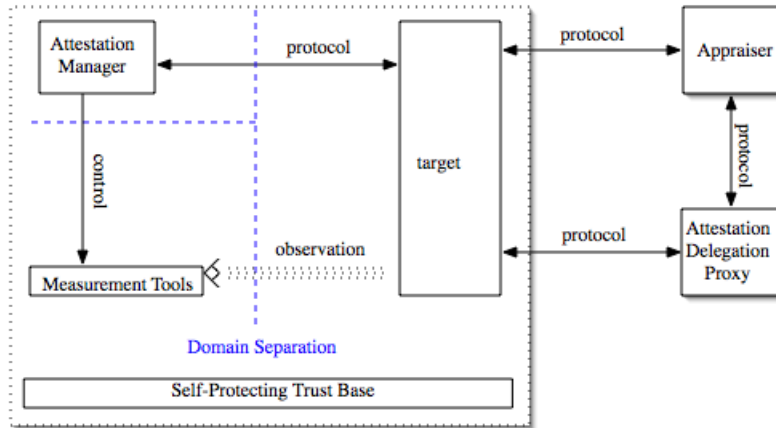 Attestation
Manager
protocol
protocol
Appraiser
control
target
protocol
observation
protocol
Attestation
Delegation
Proxy
Measurement Tools
Domain Separation
Self-Protecting Trust Base